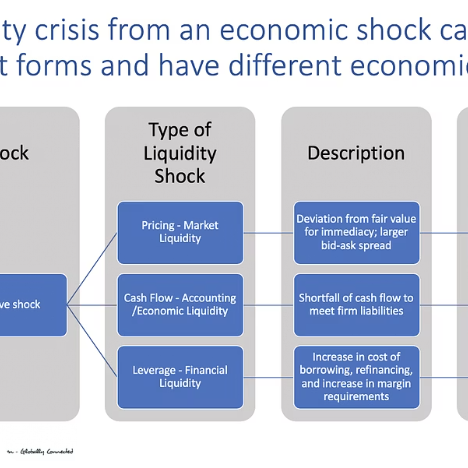 ty crisis from an economic shock ca
t forms and have different economi
ock
Type of
Liquidity
Shock
Description
Pricing - Market
Liquidity
Deviation from fair value
for immediacy; larger
bid-ask spread
ve shock
Cash Flow - Accounting
/Economic Liquidity
Shortfall of cash flow to
meet firm liabilities
Leverage - Financial
Liquidity
Increase in cost of
borrowing, refinancing,
and increase in margin
requirements
- Globally Connected